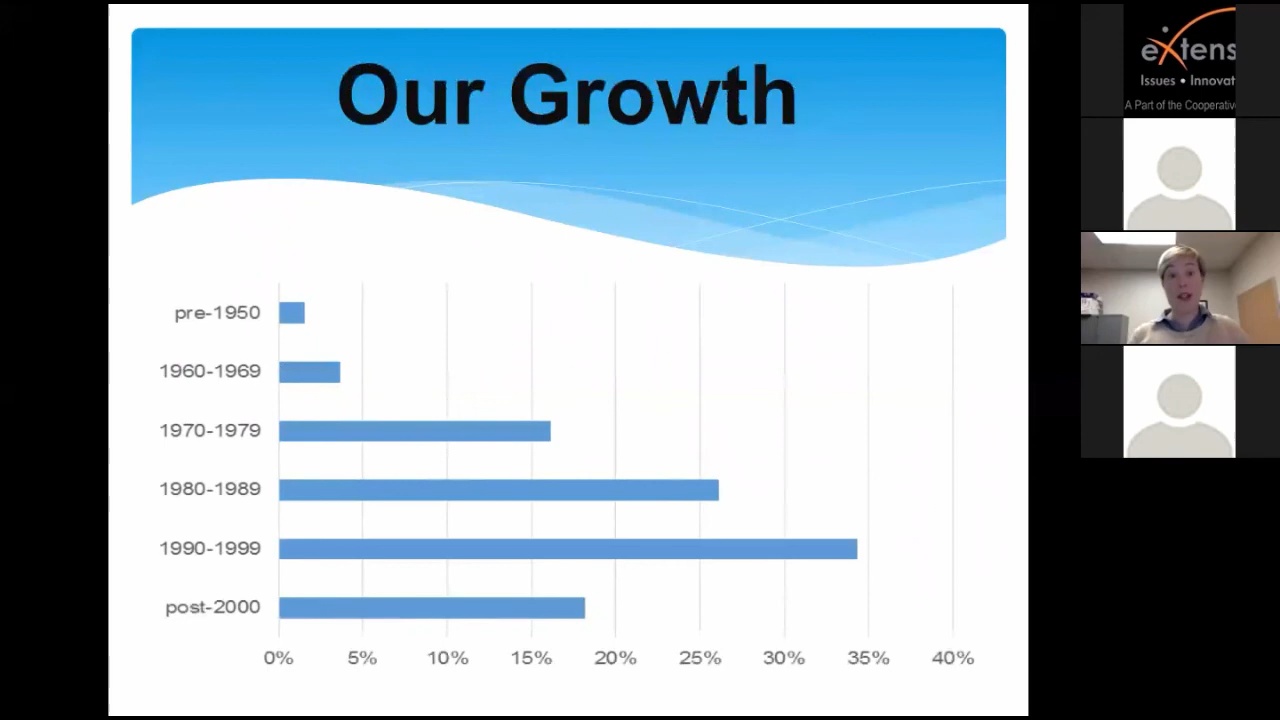 Our Growth
pre-1950
1960-1969
1970-1979
1980-1989
1990-1999
post-2000
0% 5% 10% 15% 20% 25% 30% 35% 40%
eXtens
Issues • Innovat
A Part of the Cooperative